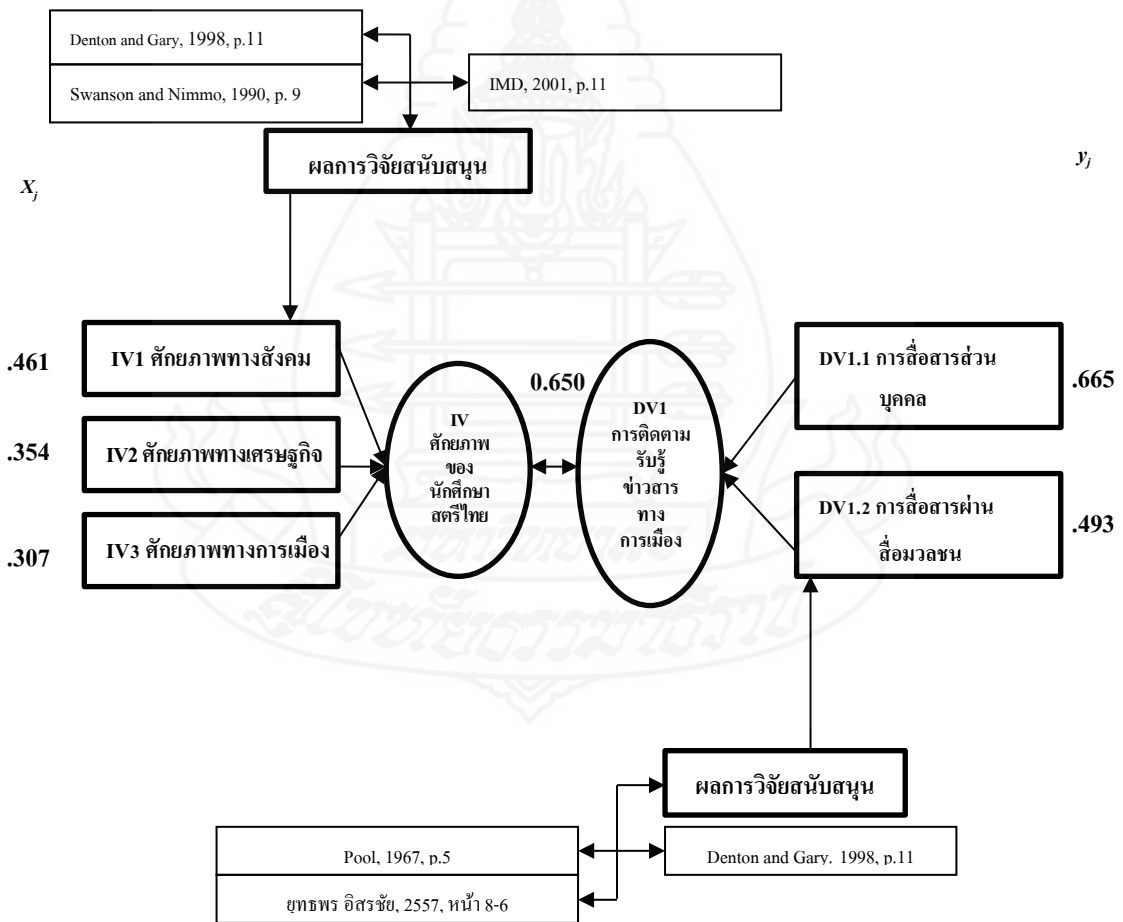 Denton and Gary, 1998, p.11
Swanson and Nimmo, 1990, p. 9
IMD, 2001, p.11
ผลการวิจัยสนับสนุน
Xj
yj
.461
IV1 ศักยภาพทางสังคม
.354
IV2 ศักยภาพทางเศรษฐกิจ
.307
IV3 ศักยภาพทางการเมือง
IV
ศักยภาพ
ของ
นักศึกษา
สตรีไทย
0.650
DV1
การติดตาม
รับรู้
ข่าวสาร
ทาง
การเมือง
DV1.1 การสื่อสารส่วน
บุคคล
.665
DV1.2 การสื่อสารผ่าน
สื่อมวลชน
.493
ผลการวิจัยสนับสนุน
Pool, 1967, p.5
ยุทธพร อิสรชัย, 2557, หน้า 8-6
Denton and Gary. 1998, p.11